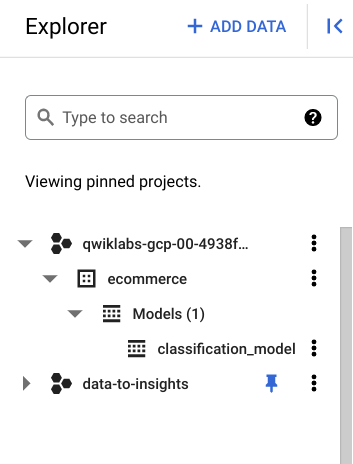 Explorer
+ ADD DATA
Type to search
?
Viewing pinned projects.
qwiklabs-gcp-00-4938f...
ecommerce
Models (1)
classification_model
data-to-insights